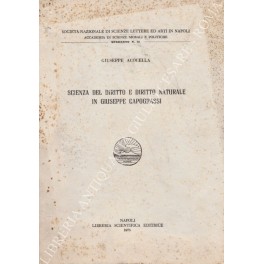 SOCIETÀ NAZIONALE DI SCIENZE LETTERE ED ARTI IN NAPOLI
ACCADEMIA DI SCIENZE MORALI E POLITICHE
GIUSEPPE ACOCELLA
SCIENZA DEL DIRITTO E DIRITTO NATURALE
IN GIUSEPPE CAPOGRASSI
NAPOLI
LIBRERIA SCIENTIFICA EDITRICE